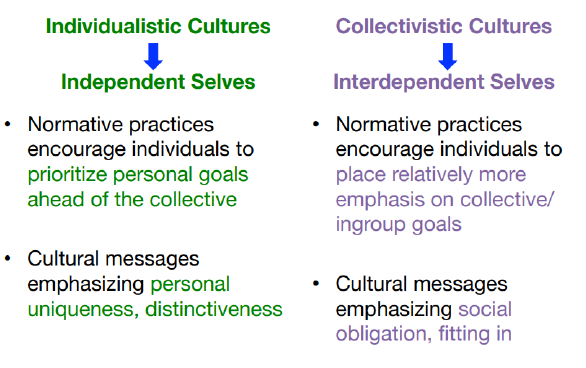 Individualistic Cultures
Independent Selves
• Normative practices
encourage individuals to
prioritize personal goals
ahead of the collective
• Cultural messages
emphasizing personal
uniqueness, distinctiveness
Collectivistic Cultures
Interdependent Selves
• Normative practices
encourage individuals to
place relatively more
emphasis on collective/
ingroup goals
• Cultural messages
emphasizing social
obligation, fitting in